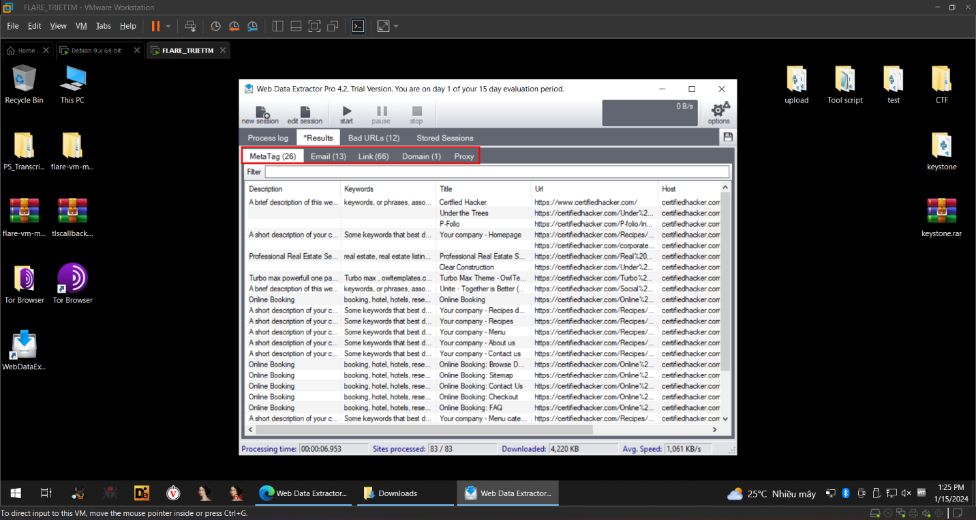 FLARE_TRIETTM - VMware Workstation
File Edit View VM Tabs Help
Home Debian 9.x 64-bit FLARE_TRIETTM
Recycle Bin This PC
PS_Transcri... flare-vm-m...
flare-vm-m... tlscallback...
Tor Browser Tor Browser
WebDataEx...
upload Tool script test CTF
keystone
keystone.rar
Web Data Extractor Pro 4.2. Trial Version. You are on day 1 of your 15 day evaluation period.
new session edit session start pause stop 0 B/s options
Process log *Results Bad URLs (12) Stored Sessions
MetaTag (26) Email (13) Link (66) Domain (1) Proxy
Filter
Description Keywords Title Url Host
A brief description of this we... keywords, or phrases, asso... Certfied Hacker https://www.certifiedhacker.com/ certifiedhacker.com
Under the Trees https://certifiedhacker.com/Under%2... certifiedhacker.com
P-Folio https://certifiedhacker.com/P-folio/in... certifiedhacker.com
A short description of your c... Some keywords that best d... Your company - Homepage https://certifiedhacker.com/Recipes/... certifiedhacker.com
https://certifiedhacker.com/corporate... certifiedhacker.com
Professional Real Estate Se... real estate, real estate listin... Professional Real Estate S... https://certifiedhacker.com/Real%20... certifiedhacker.com
Clear Construction https://certifiedhacker.com/Under%2... certifiedhacker.com
Turbo max powerfull one pa... Turbo max , owltemplates.c... Turbo Max Theme - OwlTe... https://certifiedhacker.com/Turbo%2... certifiedhacker.com
A brief description of this we... keywords, or phrases, asso... Unite - Together is Better (... https://certifiedhacker.com/Social%2... certifiedhacker.com
Online Booking booking, hotel, hotels, rese... Online Booking https://certifiedhacker.com/Online%2... certifiedhacker.com
A short description of your c... Some keywords that best d... Your company - Recipes d... https://certifiedhacker.com/Recipes/... certifiedhacker.com
A short description of your c... Some keywords that best d... Your company - Recipes https://certifiedhacker.com/Recipes/... certifiedhacker.com
A short description of your c... Some keywords that best d... Your company - Menu https://certifiedhacker.com/Recipes/... certifiedhacker.com
A short description of your c... Some keywords that best d... Your company - About us https://certifiedhacker.com/Recipes/... certifiedhacker.com
A short description of your c... Some keywords that best d... Your company - Contact us https://certifiedhacker.com/Recipes/... certifiedhacker.com
Online Booking booking, hotel, hotels, rese... Online Booking: Browse D... https://certifiedhacker.com/Online%2... certifiedhacker.com
Online Booking booking, hotel, hotels, rese... Online Booking: Sitemap https://certifiedhacker.com/Online%2... certifiedhacker.com
Online Booking booking, hotel, hotels, rese... Online Booking: Contact Us https://certifiedhacker.com/Online%2... certifiedhacker.com
Online Booking booking, hotel, hotels, rese... Online Booking: Checkout https://certifiedhacker.com/Online%2... certifiedhacker.com
Online Booking booking, hotel, hotels, rese... Online Booking: FAQ https://certifiedhacker.com/Online%2... certifiedhacker.com
A short description of your c... Some keywords that best d... Your company - Menu cate... https://certifiedhacker.com/Recipes/... certifiedhacker.com
Processing time: 00:00:06.953 Sites processed: 83 / 83 Downloaded: 4,220 KB Avg. Speed: 1,061 KB/s
Web Data Extractor... Downloads Web Data Extractor... 25°C Nhiều mây 1:25 PM
1/15/2024
To direct input to this VM, move the mouse pointer inside or press Ctrl+G.